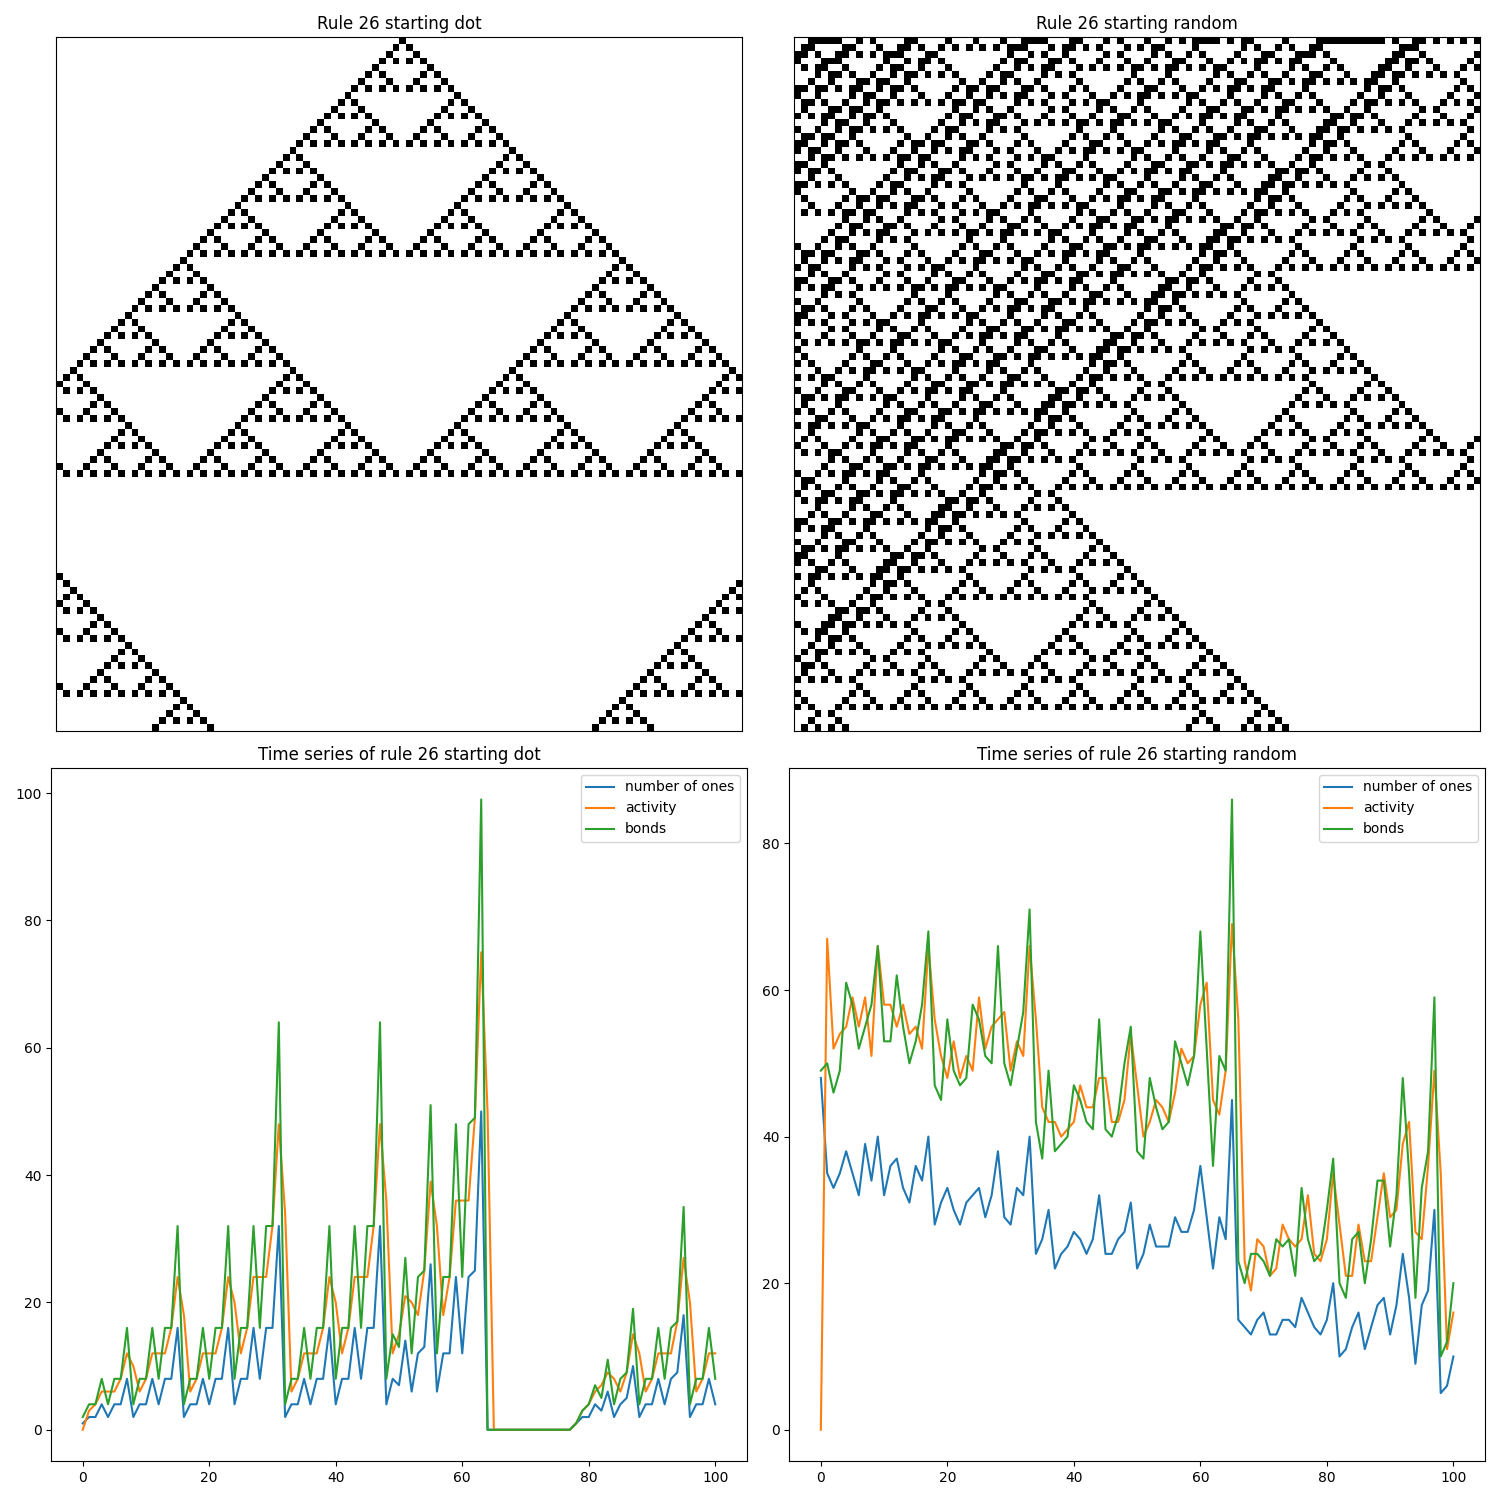 Rule 26 starting dot
Rule 26 starting random
Time series of rule 26 starting dot
number of ones
activity
bonds
100
80
60
40
20
0
0 20 40 60 80 100
Time series of rule 26 starting random
number of ones
activity
bonds
80
60
40
20
0
0 20 40 60 80 100